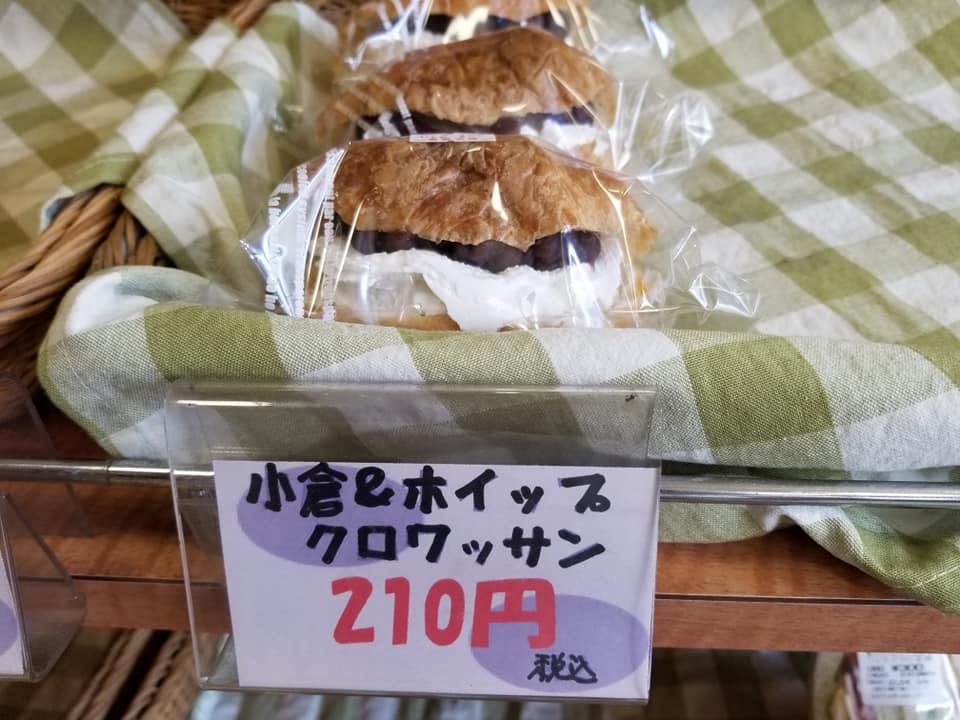 小倉&ホイップ
クロワッサン
210円
税込